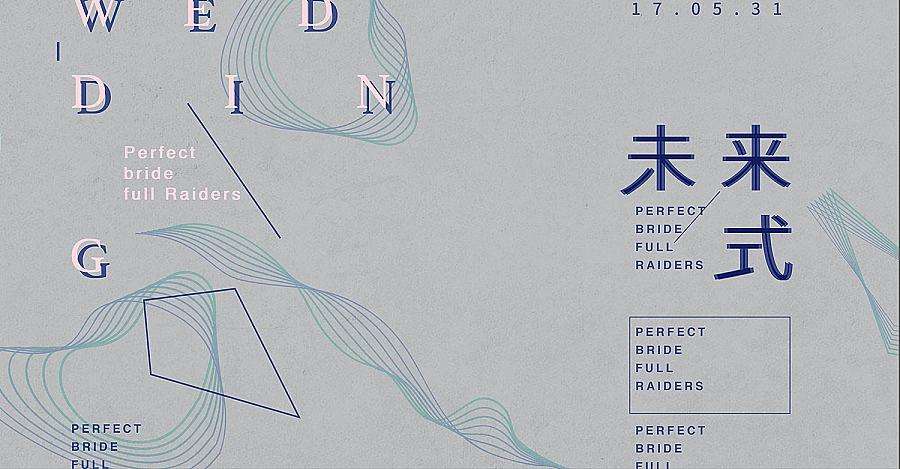 W E D
D I N
Perfect
bride
full Raiders
G
PERFECT
BRIDE
FULL
17.05.31
未来
式
PERFECT
BRIDE
FULL
RAIDERS
PERFECT
BRIDE
FULL
RAIDERS
PERFECT
BRIDE
FULL